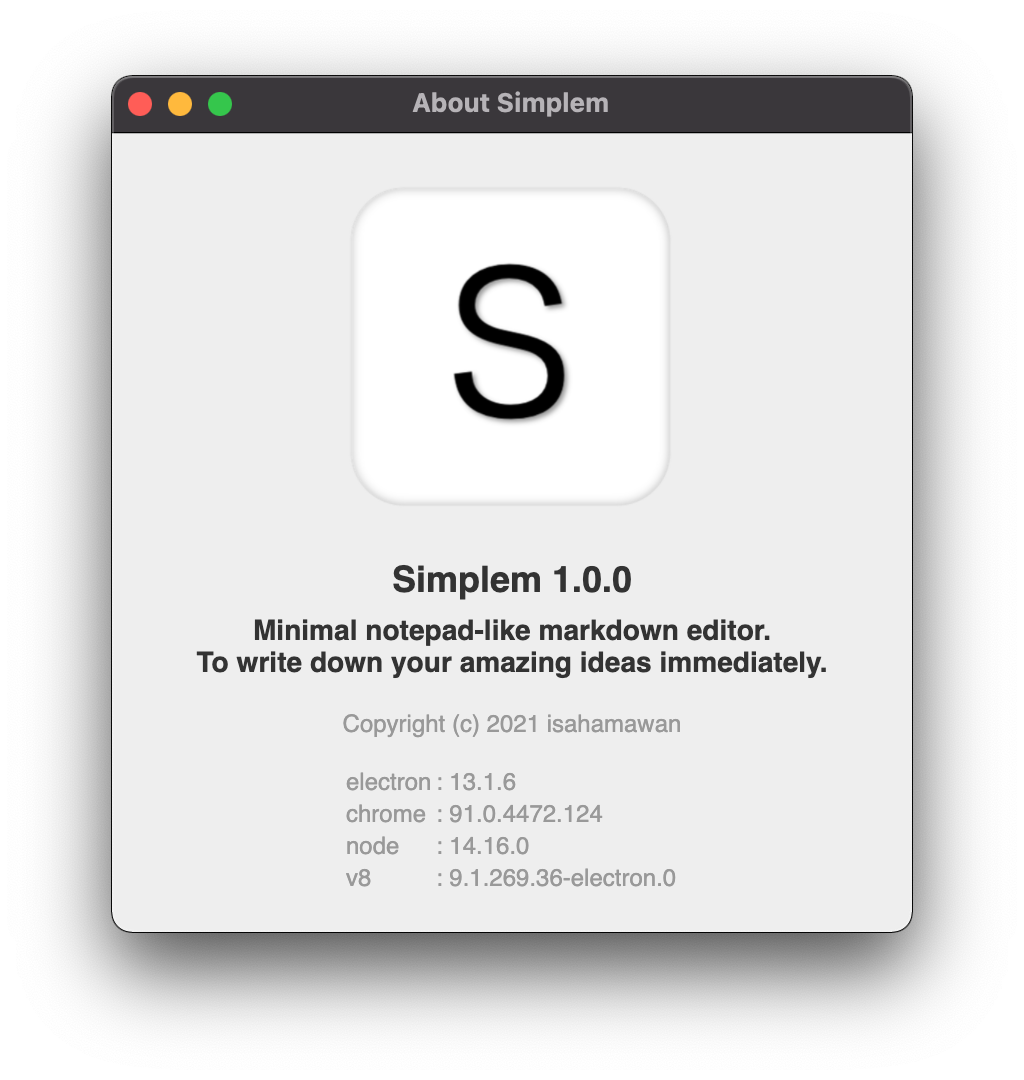 About Simplem
S
Simplem 1.0.0
Minimal notepad-like markdown editor.
To write down your amazing ideas immediately.
Copyright (c) 2021 isahamawan
electron : 13.1.6
chrome : 91.0.4472.124
node : 14.16.0
v8 : 9.1.269.36-electron.0